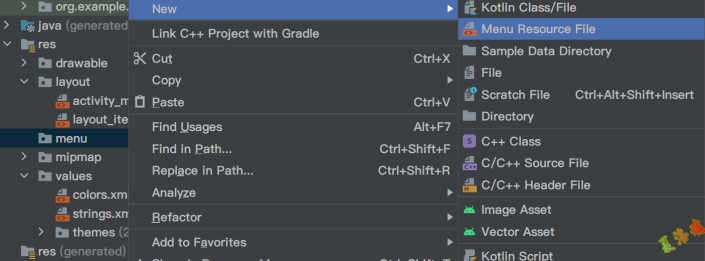 org.example.
java (generated)
res
drawable
layout
activity_m
layout_ite
menu
mipmap
values
colors.xm
strings.xm
themes (2
res (generated)
New
Link C++ Project with Gradle
Cut Ctrl+X
Copy
Paste Ctrl+V
Find Usages Alt+F7
Find in Path... Ctrl+Shift+F
Replace in Path... Ctrl+Shift+R
Analyze
Refactor
Add to Favorites
Kotlin Class/File
Menu Resource File
Sample Data Directory
File
Scratch File Ctrl+Alt+Shift+Insert
Directory
C++ Class
C/C++ Source File
C/C++ Header File
Image Asset
Vector Asset
Kotlin Script